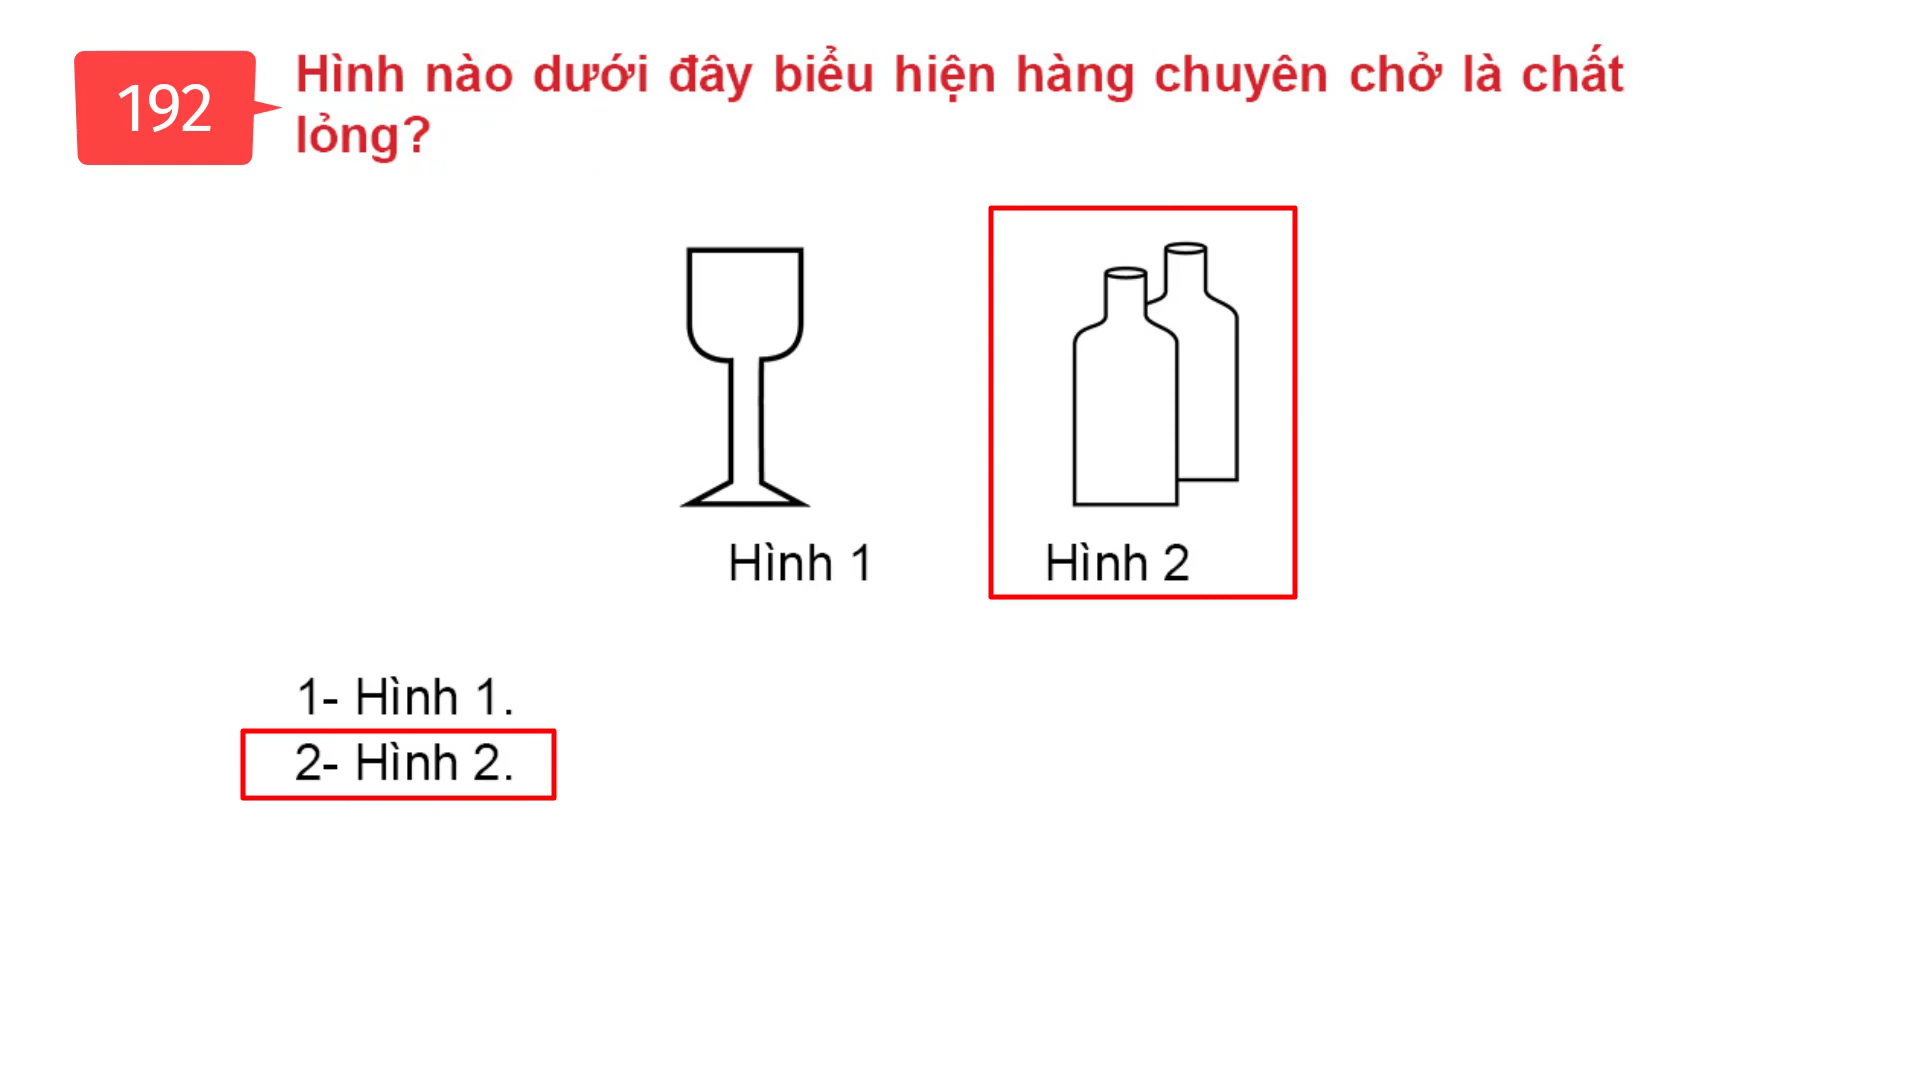 192
Hình nào dưới đây biểu hiện hàng chuyên chở là chất
lỏng?
Hình 1
Hình 2
1- Hình 1.
2- Hình 2.